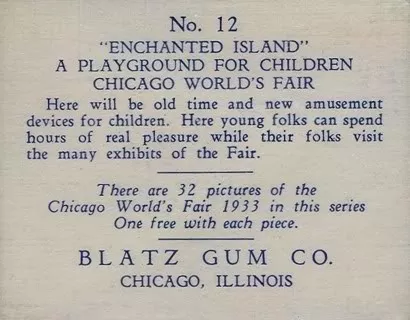 No. 12
"ENCHANTED ISLAND"
A PLAYGROUND FOR CHILDREN
CHICAGO WORLD'S FAIR
Here will be old time and new amusement
devices for children. Here young folks can spend
hours of real pleasure while their folks visit
the many exhibits of the Fair.
There are 32 pictures of the
Chicago World's Fair 1933 in this series
One free with each piece.
BLATZ GUM CO.
CHICAGO, ILLINOIS